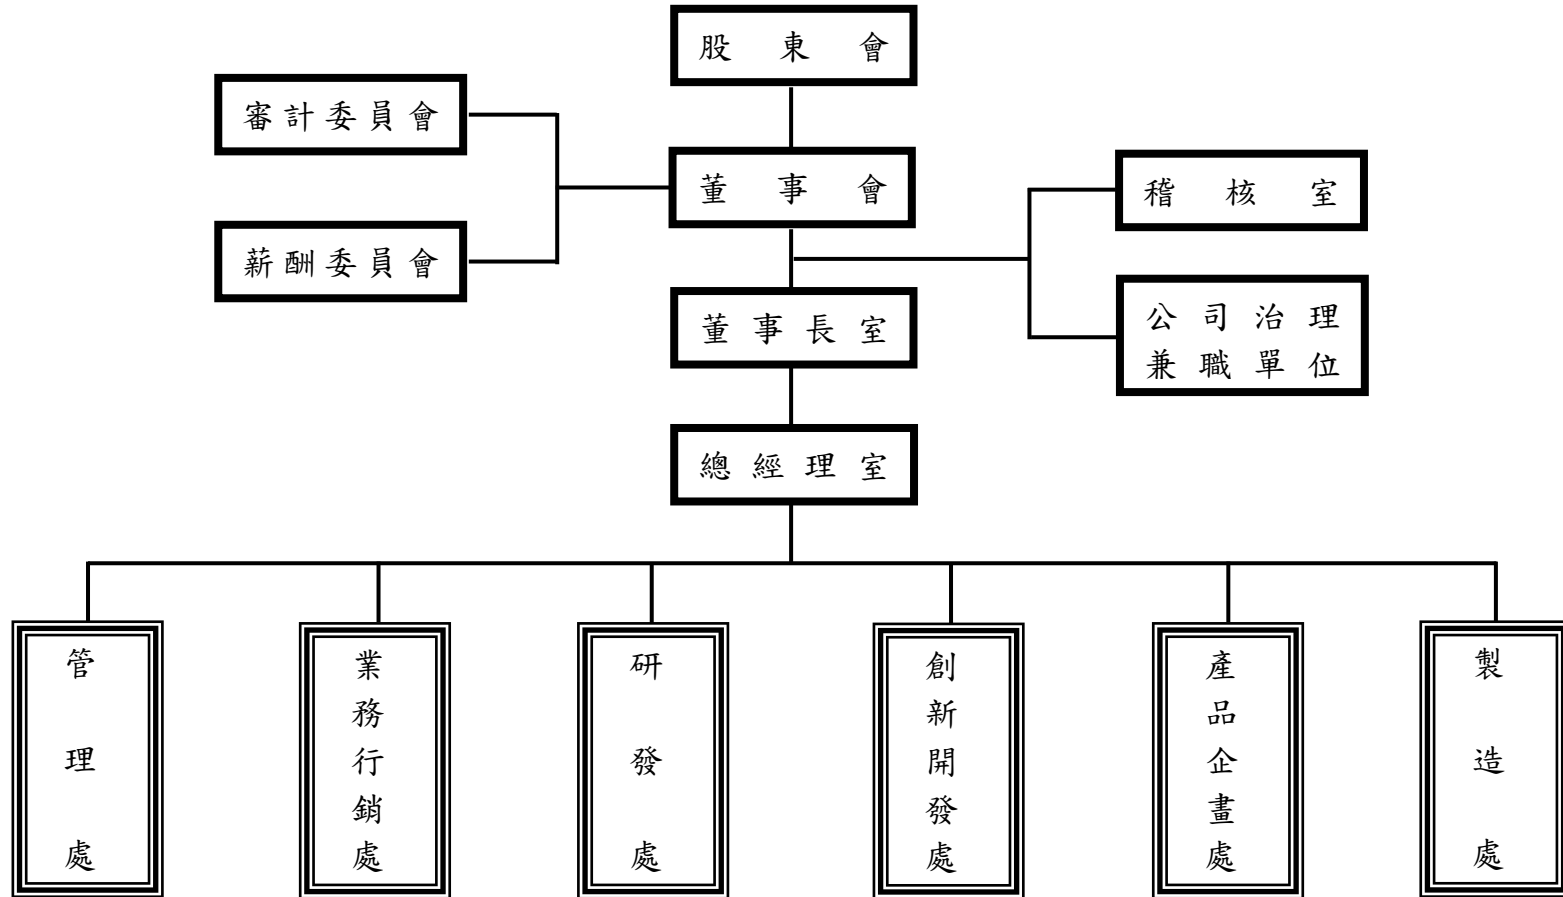 股東會
審計委員會
董事會
稽核室
薪酬委員會
董事長室
公司治理
兼職單位
總經理室
管理處
業務行銷處
研發處
創新開發處
產品企畫處
製造處